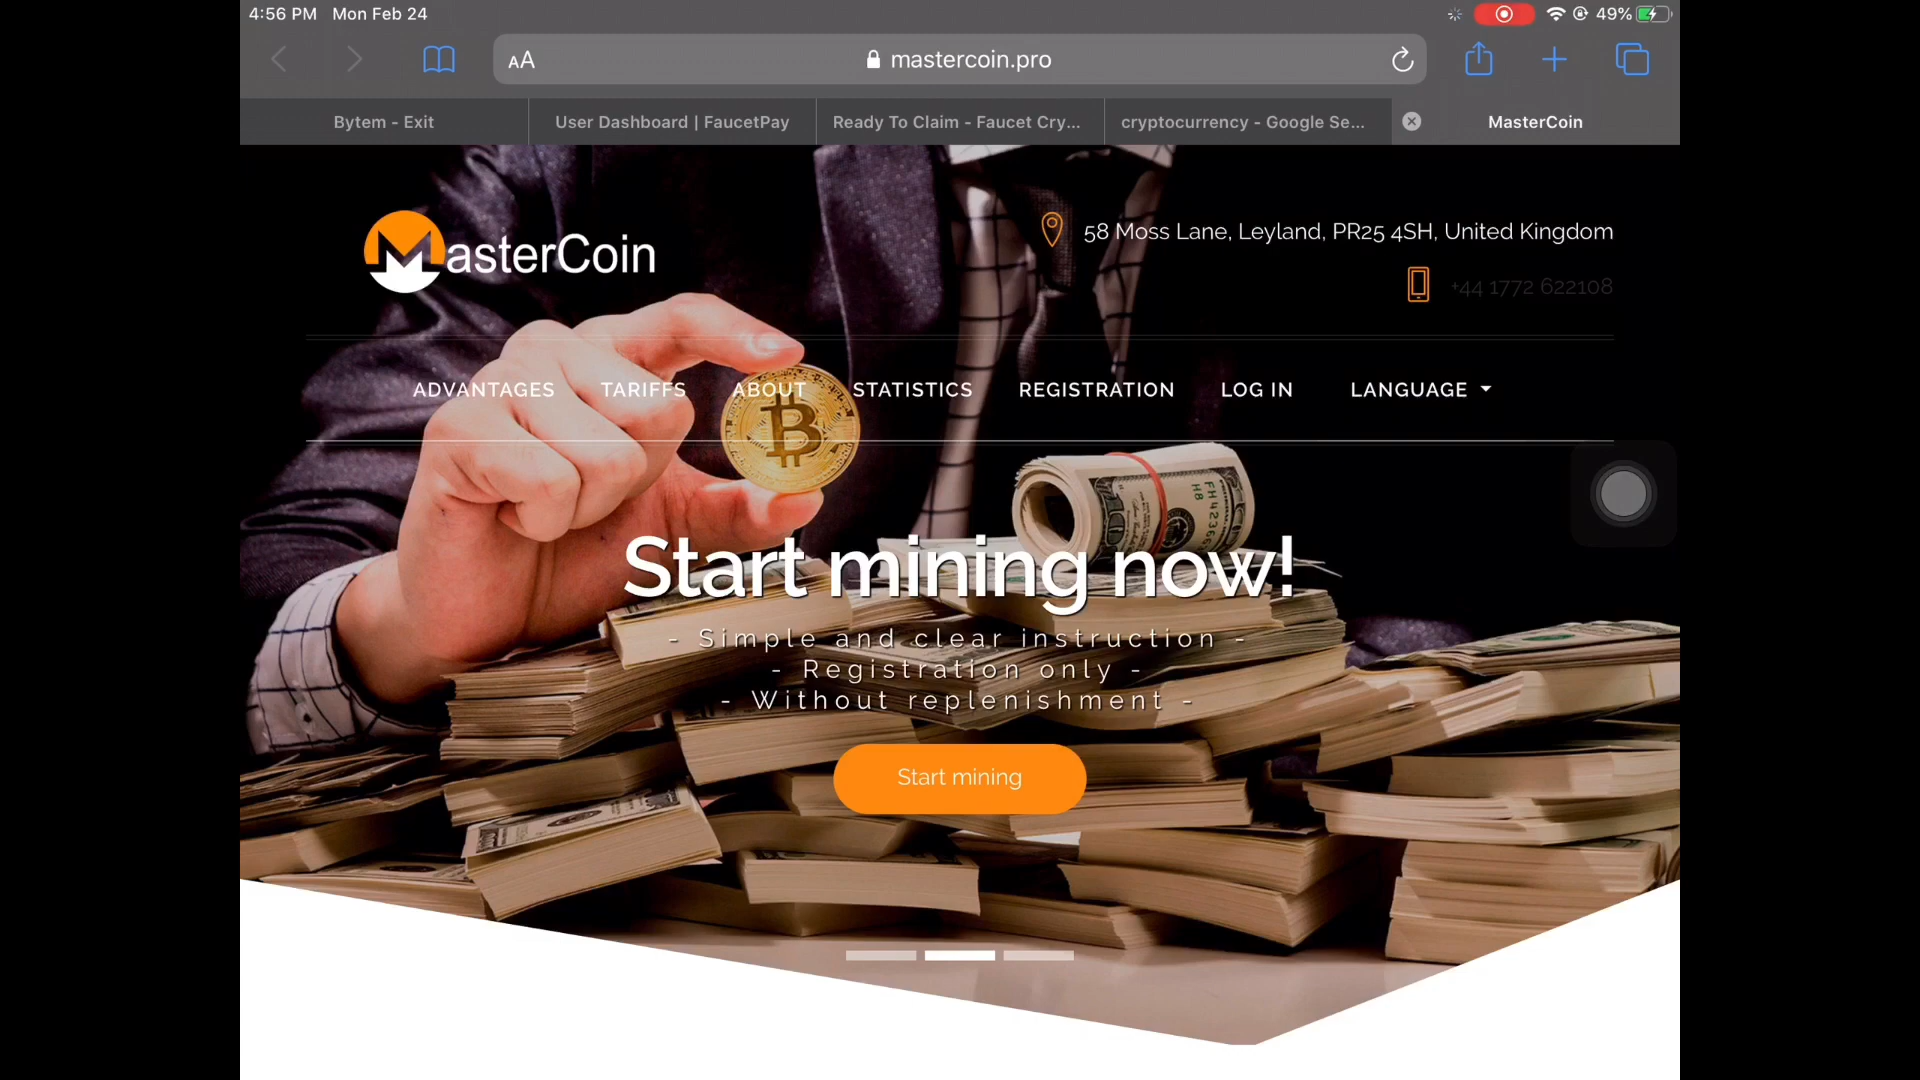 4:56 PM Mon Feb 24
49%
AA mastercoin.pro
Bytem - Exit
User Dashboard | FaucetPay
Ready To Claim - Faucet Cry...
cryptocurrency - Google Se...
MasterCoin
MasterCoin
58 Moss Lane, Leyland, PR25 4SH, United Kingdom
+44 1772 622108
ADVANTAGES TARIFFS ABOUT STATISTICS REGISTRATION LOG IN LANGUAGE
Start mining now!
- Simple and clear instruction -
- Registration only -
- Without replenishment -
Start mining